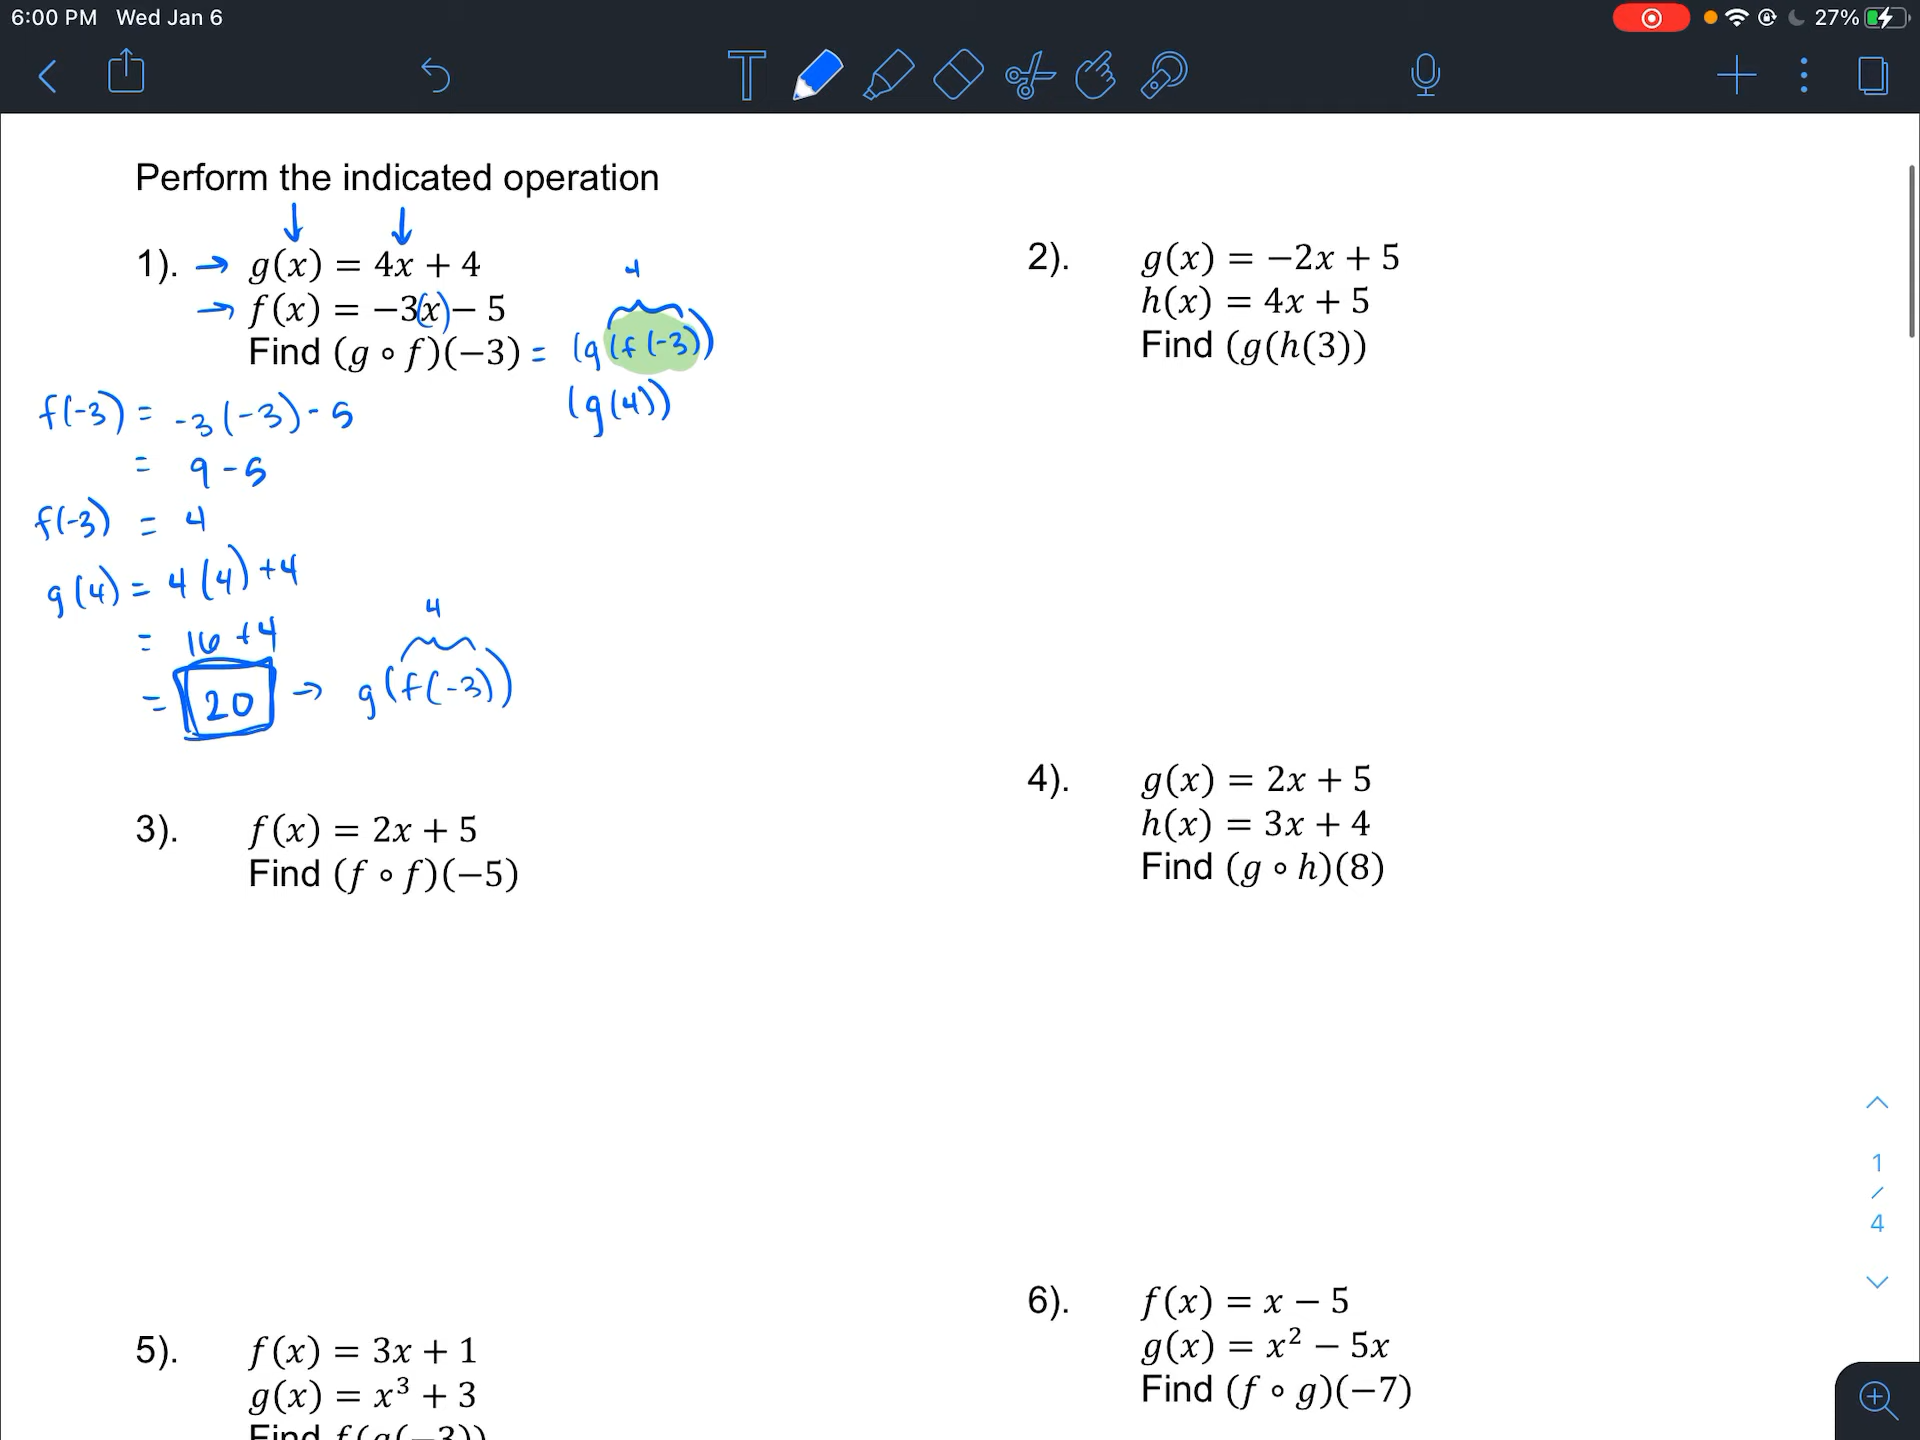 6:00 PM Wed Jan 6
27%
T
Perform the indicated operation
1). → g(x) = 4x + 4
→ f(x) = −3(x) − 5
Find (g ∘ f)(−3) = (g(f(-3))
4
(g(4))
f(-3) = -3(-3) - 5
= 9 - 5
f(-3) = 4
g(4) = 4(4) + 4
= 16 + 4
= 20 → g(f(-3))
4
2). g(x) = −2x + 5
h(x) = 4x + 5
Find (g(h(3))
3). f(x) = 2x + 5
Find (f ∘ f)(−5)
4). g(x) = 2x + 5
h(x) = 3x + 4
Find (g ∘ h)(8)
5). f(x) = 3x + 1
g(x) = x³ + 3
Find f(g(−3))
6). f(x) = x − 5
g(x) = x² − 5x
Find (f ∘ g)(−7)
1
/
4